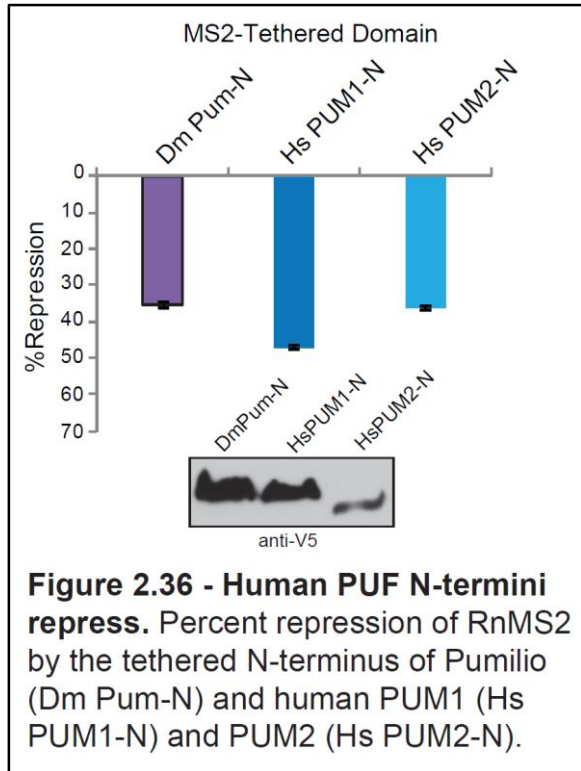 MS2-Tethered Domain
Dm Pum-N
Hs PUM1-N
Hs PUM2-N
%Repression
0
10
20
30
40
50
60
70
DmPum-N
HsPUM1-N
HsPUM2-N
anti-V5
Figure 2.36 - Human PUF N-termini
repress. Percent repression of RnMS2
by the tethered N-terminus of Pumilio
(Dm Pum-N) and human PUM1 (Hs
PUM1-N) and PUM2 (Hs PUM2-N).